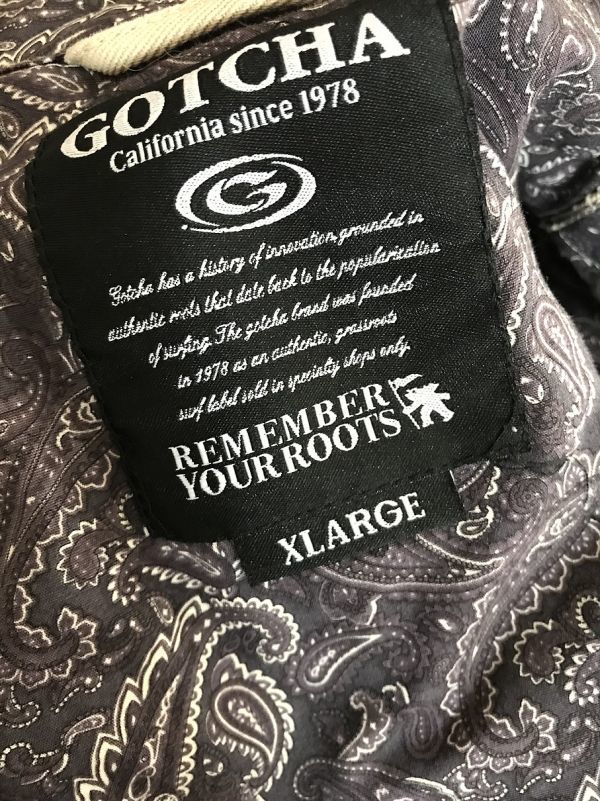 GOTCHA
California since 1978
G
Gotcha has a history of innovation, grounded in
authentic roots that date back to the popularization
of surfing. The gotcha brand was founded
in 1978 as an authentic, grassroots
surf label sold in specialty shops only.
REMEMBER
YOUR ROOTS
XLARGE